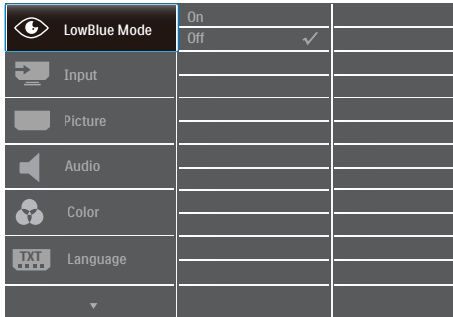 LowBlue Mode
On
Off
Input
Picture
Audio
Color
TXT
Language